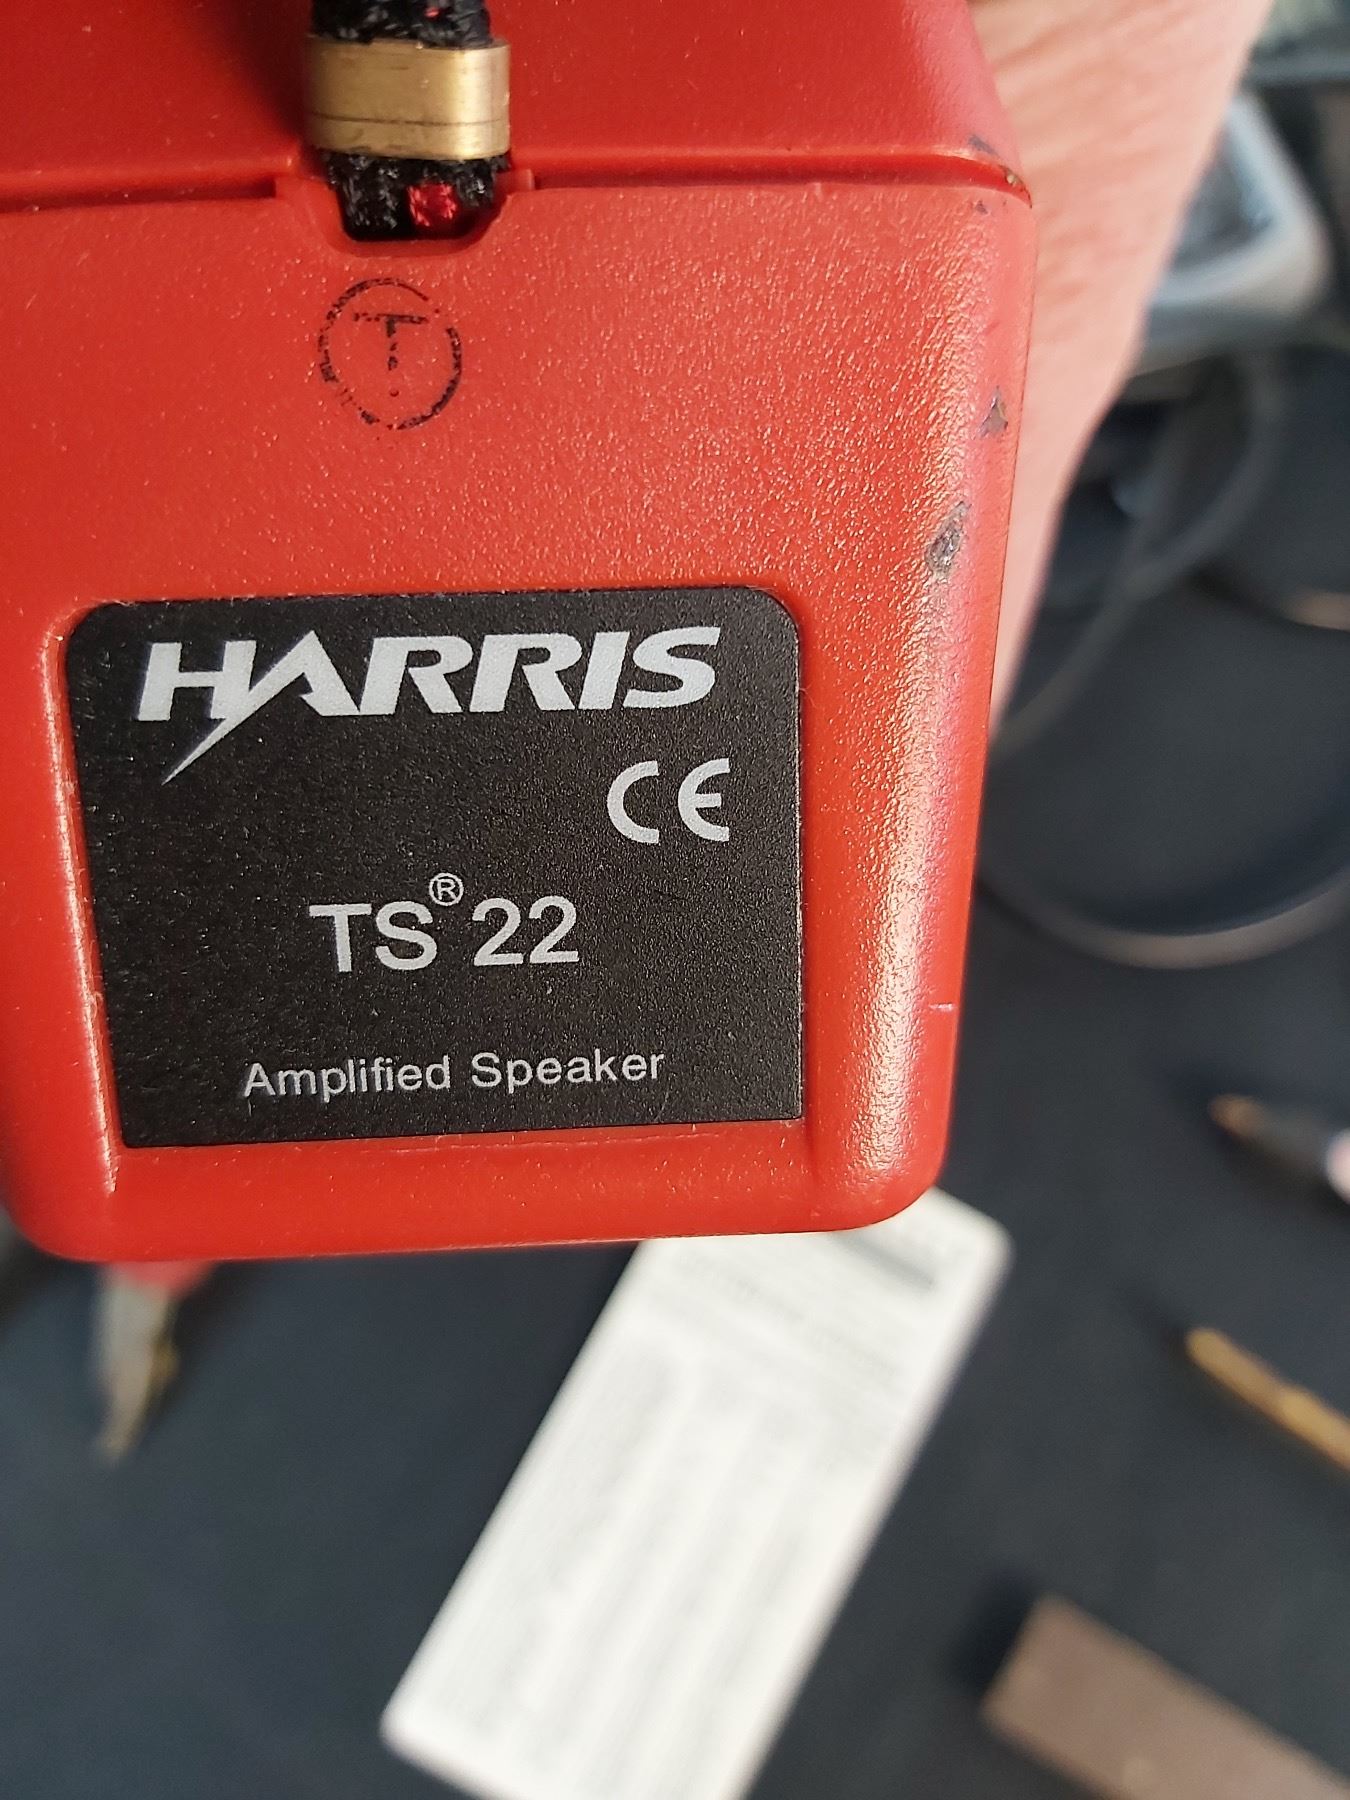 T
HARRIS
CE
TS® 22
Amplified Speaker